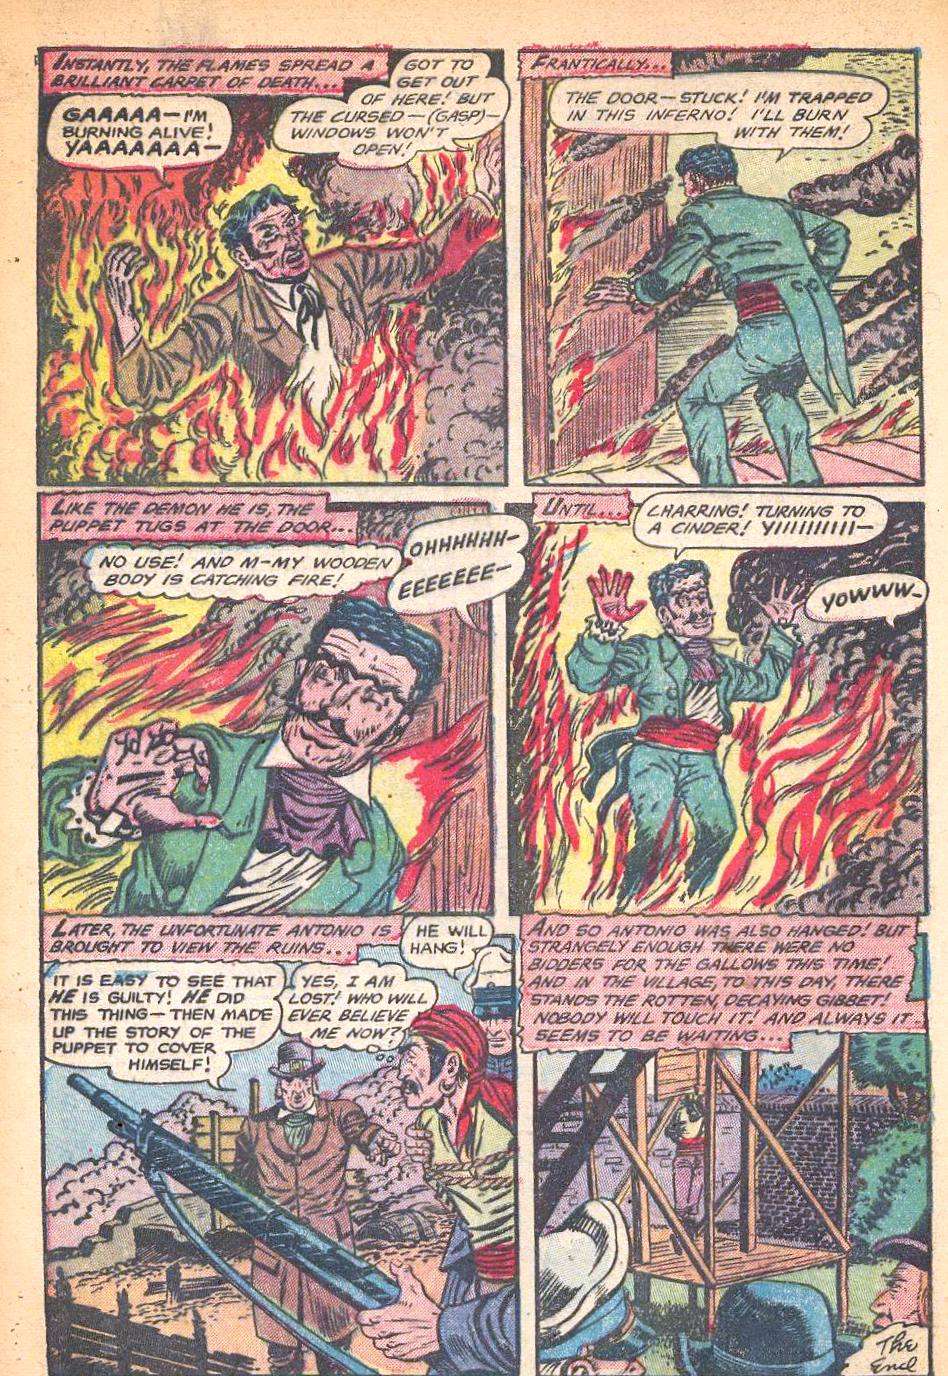 INSTANTLY, THE FLAMES SPREAD A
BRILLIANT CARPET OF DEATH...
GAAAAA—I'M
BURNING ALIVE!
YAAAAAAA—
GOT TO
GET OUT
OF HERE! BUT
THE CURSED—(GASP)—
WINDOWS WON'T
OPEN!
FRANTICALLY...
THE DOOR—STUCK! I'M TRAPPED
IN THIS INFERNO! I'LL BURN
WITH THEM!
LIKE THE DEMON HE IS, THE
PUPPET TUGS AT THE DOOR...
NO USE! AND M-MY WOODEN
BODY IS CATCHING FIRE!
OHHHHHH—
EEEEEEE—
UNTIL...
CHARRING! TURNING TO
A CINDER! YIIIIIIIIII—
YOWWW—
LATER, THE UNFORTUNATE ANTONIO IS
BROUGHT TO VIEW THE RUINS...
IT IS EASY TO SEE THAT
HE IS GUILTY! HE DID
THIS THING—THEN MADE
UP THE STORY OF THE
PUPPET TO COVER
HIMSELF!
YES, I AM
LOST! WHO WILL
EVER BELIEVE
ME NOW?
HE WILL
HANG!
AND SO ANTONIO WAS ALSO HANGED! BUT
STRANGELY ENOUGH THERE WERE NO
BIDDERS FOR THE GALLOWS THIS TIME!
AND IN THE VILLAGE, TO THIS DAY, THERE
STANDS THE ROTTEN, DECAYING GIBBET!
NOBODY WILL TOUCH IT! AND ALWAYS IT
SEEMS TO BE WAITING...
The
End